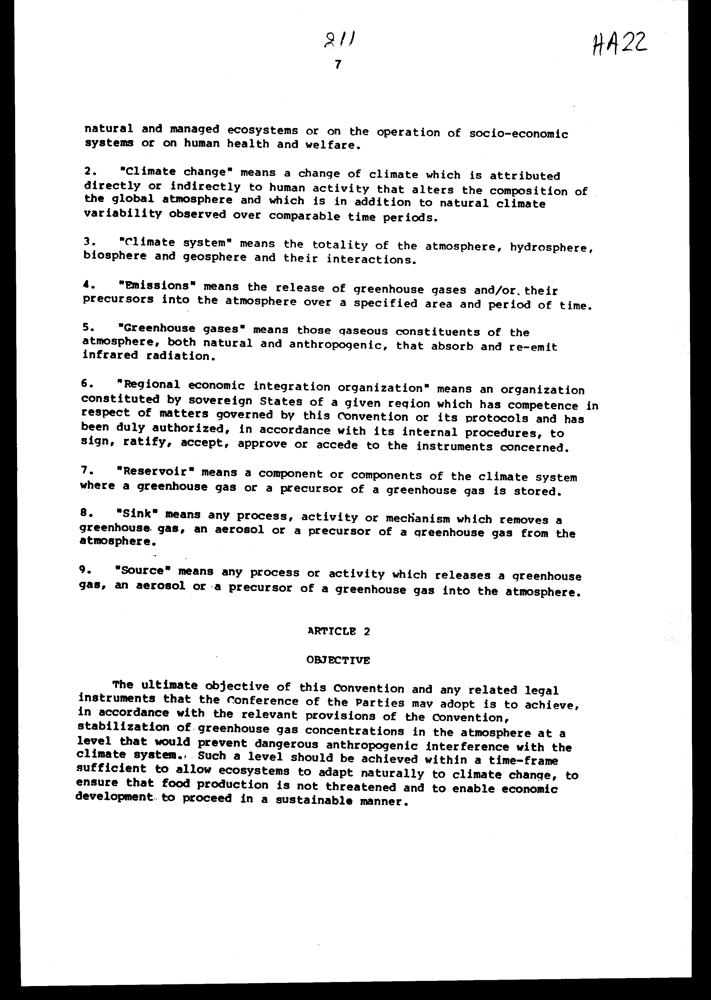 211
HA22
7
natural and managed ecosystems or on the operation of socio-economic
systems or on human health and welfare.
2. "Climate change" means a change of climate which is attributed
directly or indirectly to human activity that alters the composition of
the global atmosphere and which is in addition to natural climate
variability observed over comparable time periods.
3. "Climate system" means the totality of the atmosphere, hydrosphere,
biosphere and geosphere and their interactions.
4. "Emissions" means the release of greenhouse gases and/or their
precursors into the atmosphere over a specified area and period of time.
5. "Greenhouse gases" means those gaseous constituents of the
atmosphere, both natural and anthropogenic, that absorb and re-emit
infrared radiation.
6. "Regional economic integration organization" means an organization
constituted by sovereign States of a given region which has competence in
respect of matters governed by this Convention or its protocols and has
been duly authorized, in accordance with its internal procedures, to
sign, ratify, accept, approve or accede to the instruments concerned.
7. "Reservoir" means a component or components of the climate system
where a greenhouse gas or a precursor of a greenhouse gas is stored.
8. "Sink" means any process, activity or mechanism which removes a
greenhouse gas, an aerosol or a precursor of a greenhouse gas from the
atmosphere.
9. "Source" means any process or activity which releases a greenhouse
gas, an aerosol or a precursor of a greenhouse gas into the atmosphere.
ARTICLE 2
OBJECTIVE
The ultimate objective of this Convention and any related legal
instruments that the Conference of the Parties may adopt is to achieve,
in accordance with the relevant provisions of the Convention,
stabilization of greenhouse gas concentrations in the atmosphere at a
level that would prevent dangerous anthropogenic interference with the
climate system. Such a level should be achieved within a time-frame
sufficient to allow ecosystems to adapt naturally to climate change, to
ensure that food production is not threatened and to enable economic
development to proceed in a sustainable manner.